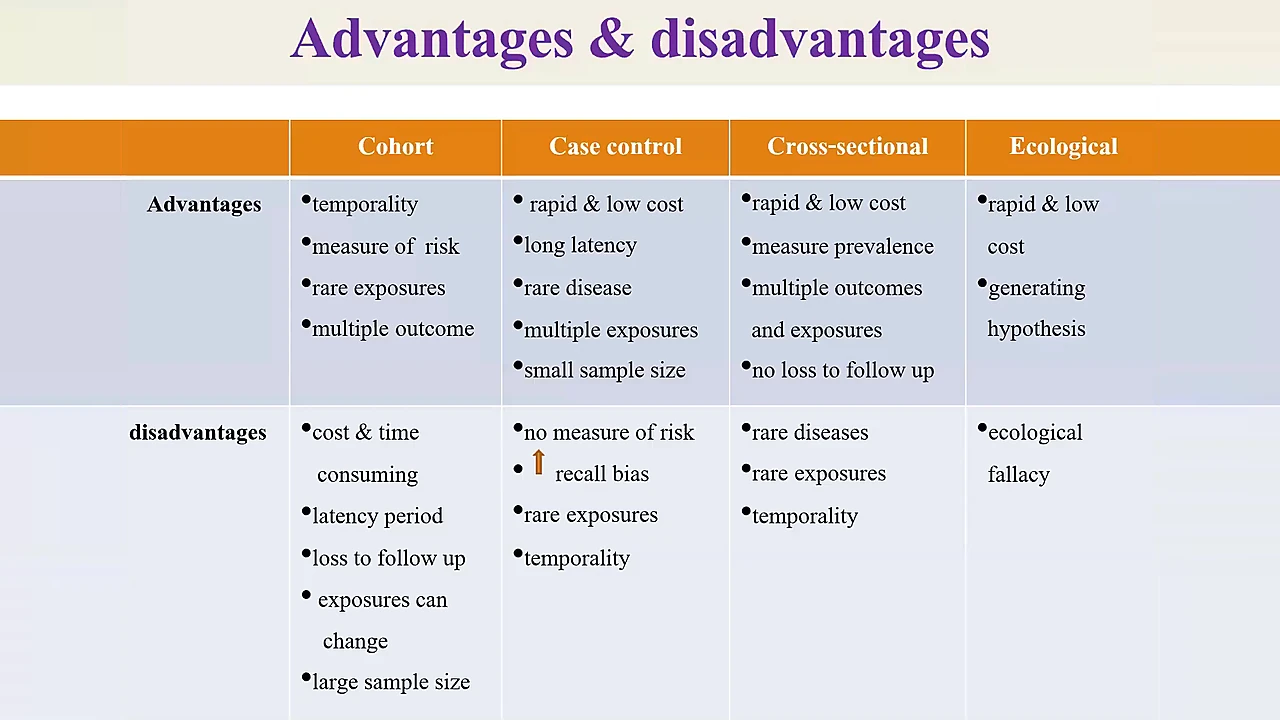 Advantages & disadvantages
Cohort
Case control
Cross-sectional
Ecological
Advantages
•temporality
•measure of risk
•rare exposures
•multiple outcome
• rapid & low cost
•long latency
•rare disease
•multiple exposures
•small sample size
•rapid & low cost
•measure prevalence
•multiple outcomes
and exposures
•no loss to follow up
•rapid & low
cost
•generating
hypothesis
disadvantages
•cost & time
consuming
•latency period
•loss to follow up
• exposures can
change
•large sample size
•no measure of risk
• ↑ recall bias
•rare exposures
•temporality
•rare diseases
•rare exposures
•temporality
•ecological
fallacy